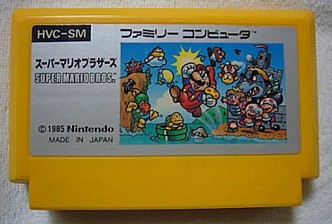 HVC-SM
ファミリー コンピュータ
スーパーマリオブラザーズ
SUPER MARIO BROS.
© 1985 Nintendo
MADE IN JAPAN